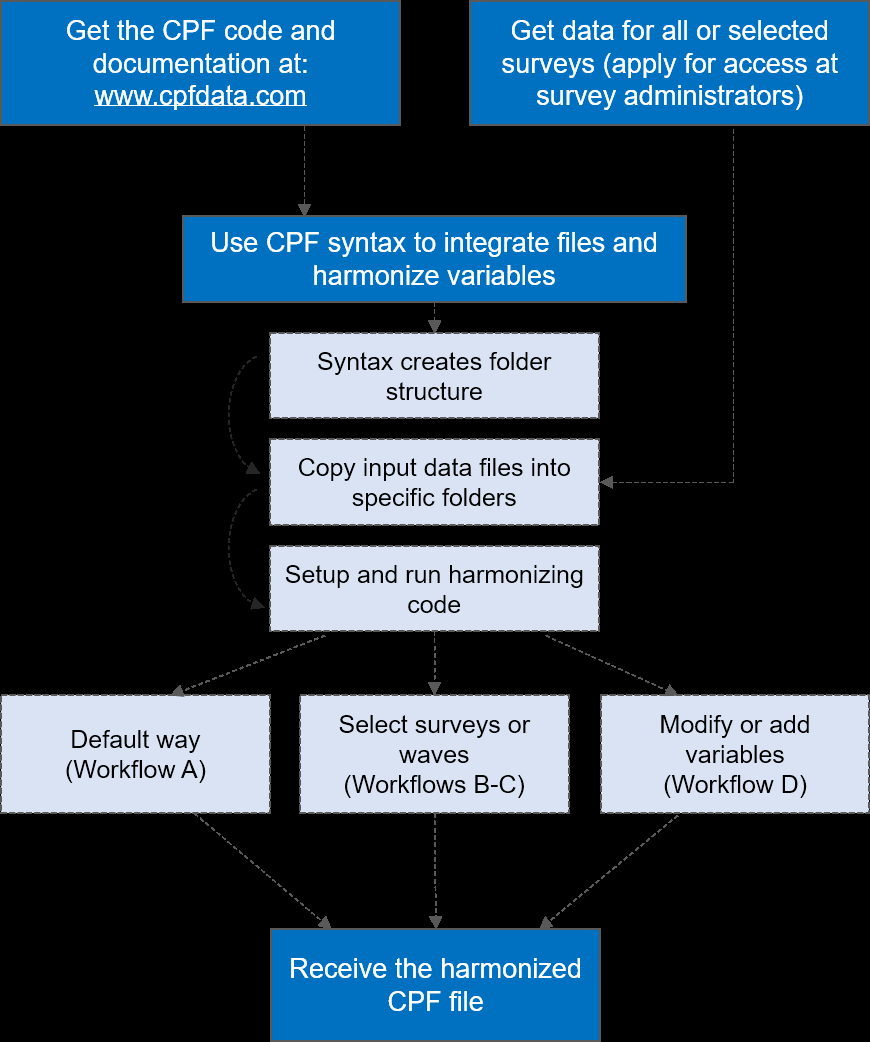 Get the CPF code and
documentation at:
www.cpfdata.com
Get data for all or selected
surveys (apply for access at
survey administrators)
Use CPF syntax to integrate files and
harmonize variables
Syntax creates folder
structure
Copy input data files into
specific folders
Setup and run harmonizing
code
Default way
(Workflow A)
Select surveys or
waves
(Workflows B-C)
Modify or add
variables
(Workflow D)
Receive the harmonized
CPF file